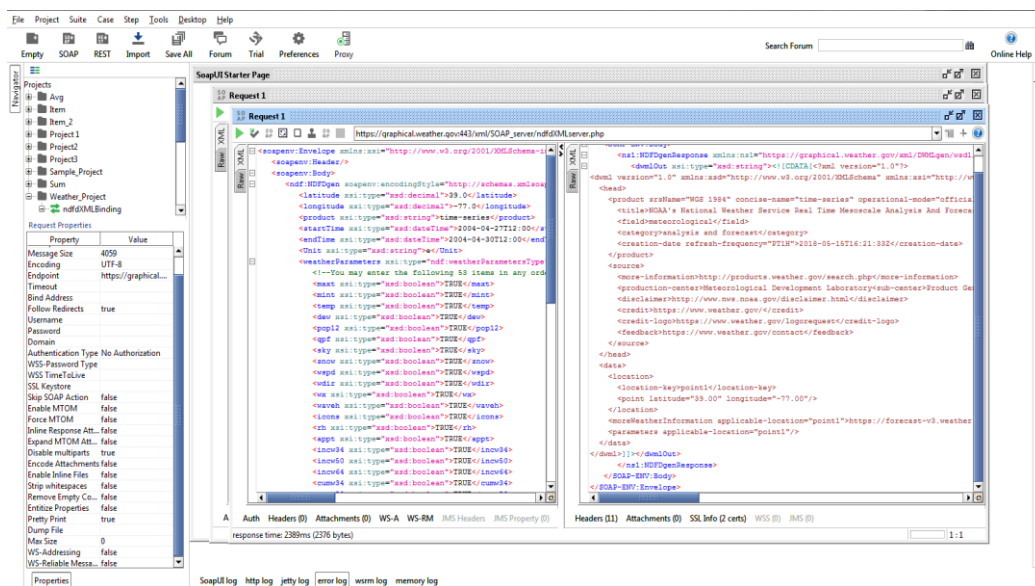 File Project Suite Case Step Tools Desktop Help
Empty SOAP REST Import Save All Forum Trial Preferences Proxy
Search Forum
Online Help
Navigator
Projects
Avg
Item
Item_2
Project 1
Project2
Project3
Sample_Project
Sum
Weather_Project
ndfdXMLBinding
Request Properties
Property Value
Message Size 4059
Encoding UTF-8
Endpoint https://graphical....
Timeout
Bind Address
Follow Redirects true
Username
Password
Domain
Authentication Type No Authorization
WSS-Password Type
WSS TimeToLive
SSL Keystore
Skip SOAP Action false
Enable MTOM false
Force MTOM false
Inline Response Att... false
Expand MTOM Att... false
Disable multiparts true
Encode Attachments false
Enable Inline Files false
Strip whitespaces false
Remove Empty Co... false
Entitize Properties false
Pretty Print true
Dump File
Max Size 0
WS-Addressing false
WS-Reliable Messa... false
Properties
SoapUI Starter Page
SO AP Request 1
SO AP Request 1
https://graphical.weather.gov:443/xml/SOAP_server/ndfdXMLserver.php
XML
Raw
XML
Raw
<soapenv:Envelope xmlns:xsi="http://www.w3.org/2001/XMLSchema-in
<soapenv:Header/>
<soapenv:Body>
<ndf:NDFDgen soapenv:encodingStyle="http://schemas.xmlsoap
<latitude xsi:type="xsd:decimal">39.0</latitude>
<longitude xsi:type="xsd:decimal">-77.0</longitude>
<product xsi:type="xsd:string">time-series</product>
<startTime xsi:type="xsd:dateTime">2004-04-27T12:00</s
<endTime xsi:type="xsd:dateTime">2004-04-30T12:00</end
<Unit xsi:type="xsd:string">e</Unit>
<weatherParameters xsi:type="ndf:weatherParametersType
<!--You may enter the following 53 items in any orde
<maxt xsi:type="xsd:boolean">TRUE</maxt>
<mint xsi:type="xsd:boolean">TRUE</mint>
<temp xsi:type="xsd:boolean">TRUE</temp>
<dew xsi:type="xsd:boolean">TRUE</dew>
<pop12 xsi:type="xsd:boolean">TRUE</pop12>
<qpf xsi:type="xsd:boolean">TRUE</qpf>
<sky xsi:type="xsd:boolean">TRUE</sky>
<snow xsi:type="xsd:boolean">TRUE</snow>
<wspd xsi:type="xsd:boolean">TRUE</wspd>
<wdir xsi:type="xsd:boolean">TRUE</wdir>
<wx xsi:type="xsd:boolean">TRUE</wx>
<waveh xsi:type="xsd:boolean">TRUE</waveh>
<icons xsi:type="xsd:boolean">TRUE</icons>
<rh xsi:type="xsd:boolean">TRUE</rh>
<appt xsi:type="xsd:boolean">TRUE</appt>
<incw34 xsi:type="xsd:boolean">TRUE</incw34>
<incw50 xsi:type="xsd:boolean">TRUE</incw50>
<incw64 xsi:type="xsd:boolean">TRUE</incw64>
<cumw34 xsi:type="xsd:boolean">TRUE</cumw34>
XML
Raw
<ns1:NDFDgenResponse xmlns:ns1="https://graphical.weather.gov/xml/DWMLgen/wsdl
<dwmlOut xsi:type="xsd:string"><![CDATA[<?xml version="1.0"?>
<dwml version="1.0" xmlns:xsd="http://www.w3.org/2001/XMLSchema" xmlns:xsi="http://w
<head>
<product srsName="WGS 1984" concise-name="time-series" operational-mode="officia
<title>NOAA's National Weather Service Real Time Mesoscale Analysis And Foreca
<field>meteorological</field>
<category>analysis and forecast</category>
<creation-date refresh-frequency="PT1H">2018-05-15T16:21:33Z</creation-date>
</product>
<source>
<more-information>http://products.weather.gov/search.php</more-information>
<production-center>Meteorological Development Laboratory<sub-center>Product Ge
<disclaimer>http://www.nws.noaa.gov/disclaimer.html</disclaimer>
<credit>https://www.weather.gov/</credit>
<credit-logo>https://www.weather.gov/logorequest</credit-logo>
<feedback>https://www.weather.gov/contact</feedback>
</source>
</head>
<data>
<location>
<location-key>point1</location-key>
<point latitude="39.00" longitude="-77.00"/>
</location>
<moreWeatherInformation applicable-location="point1">https://forecast-v3.weather
<parameters applicable-location="point1"/>
</data>
</dwml>]]></dwmlOut>
</ns1:NDFDgenResponse>
</SOAP-ENV:Body>
</SOAP-ENV:Envelope>
A Auth Headers (0) Attachments (0) WS-A WS-RM JMS Headers JMS Property (0)
Headers (11) Attachments (0) SSL Info (2 certs) WSS (0) JMS (0)
response time: 2389ms (2376 bytes)
1:1
SoapUI log http log jetty log error log wsrm log memory log